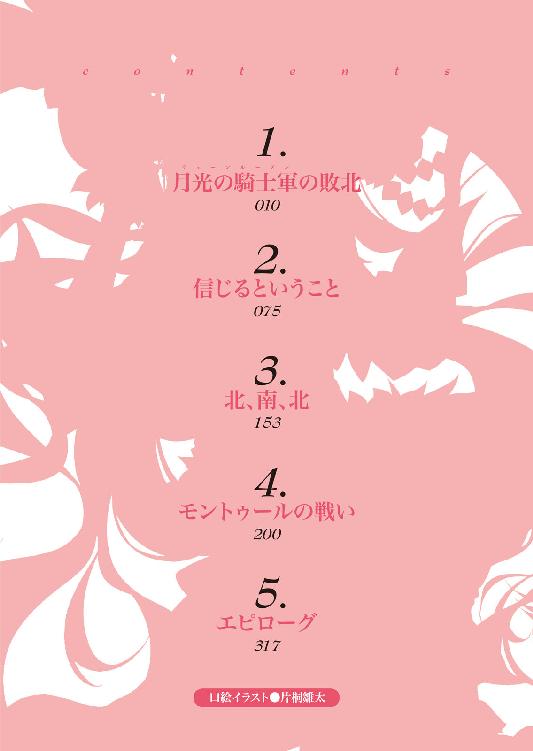 contents
1.
月光の騎士軍の敗北
010
2.
信じるということ
075
3.
北、南、北
153
4.
モントゥールの戦い
200
5.
エピローグ
317
口絵イラスト●片桐雛太